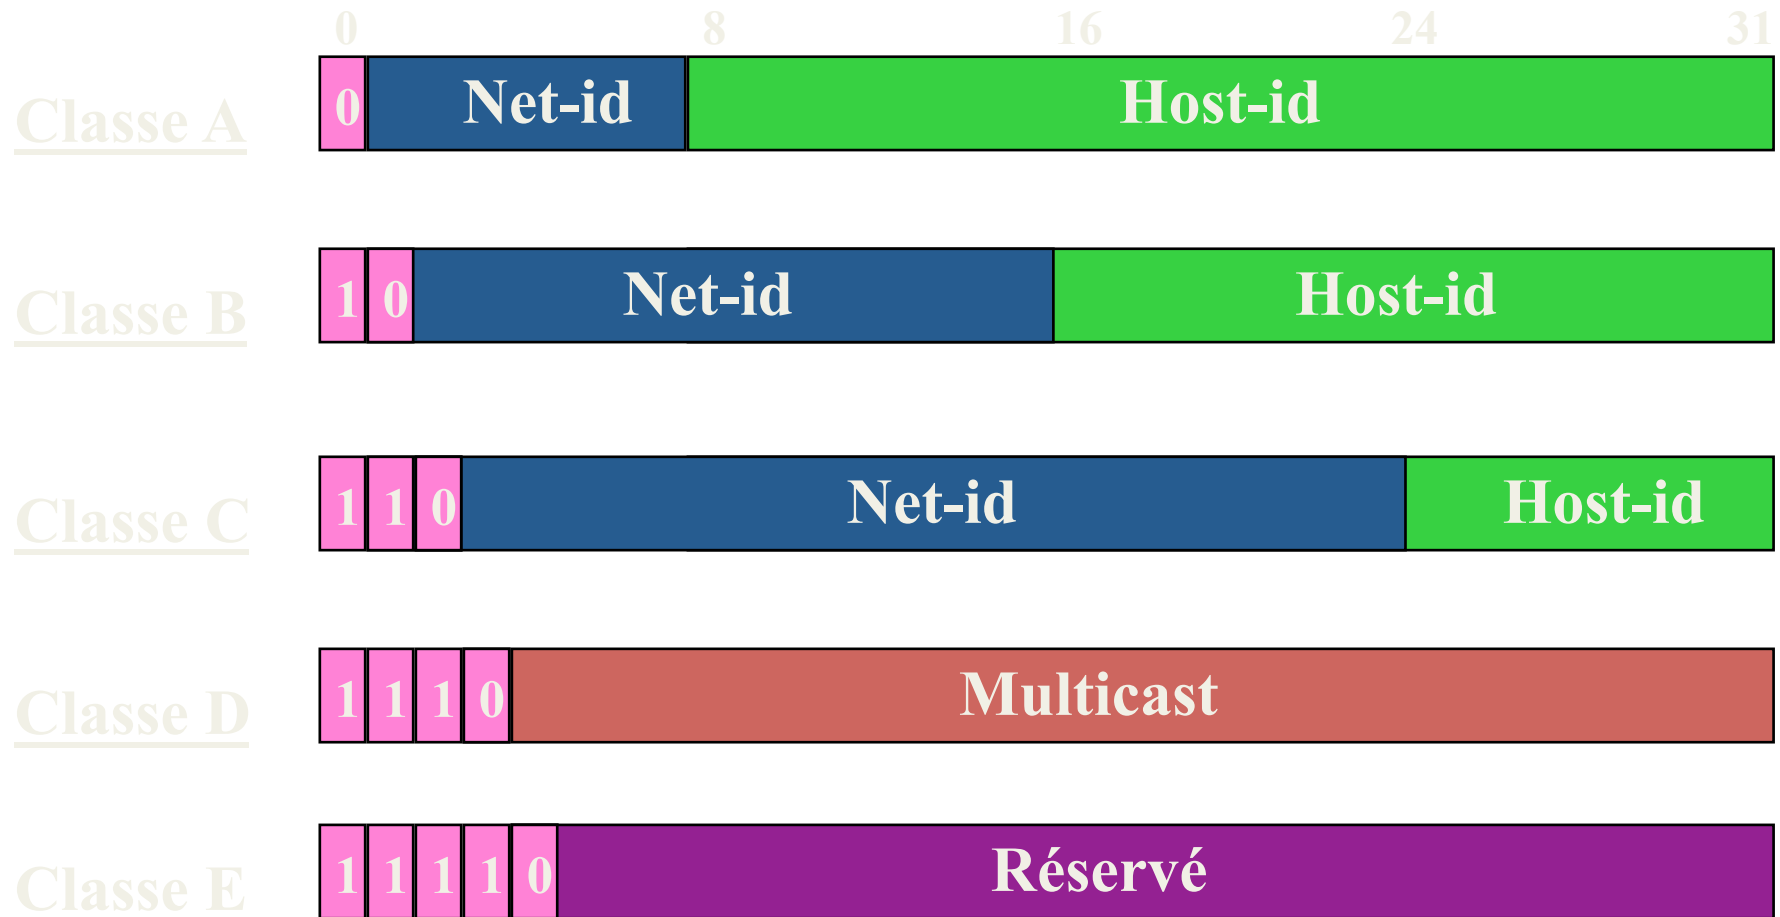 0 8 16 24 31
Classe A 0 Net-id Host-id
Classe B 1 0 Net-id Host-id
Classe C 1 1 0 Net-id Host-id
Classe D 1 1 1 0 Multicast
Classe E 1 1 1 1 0 Réservé